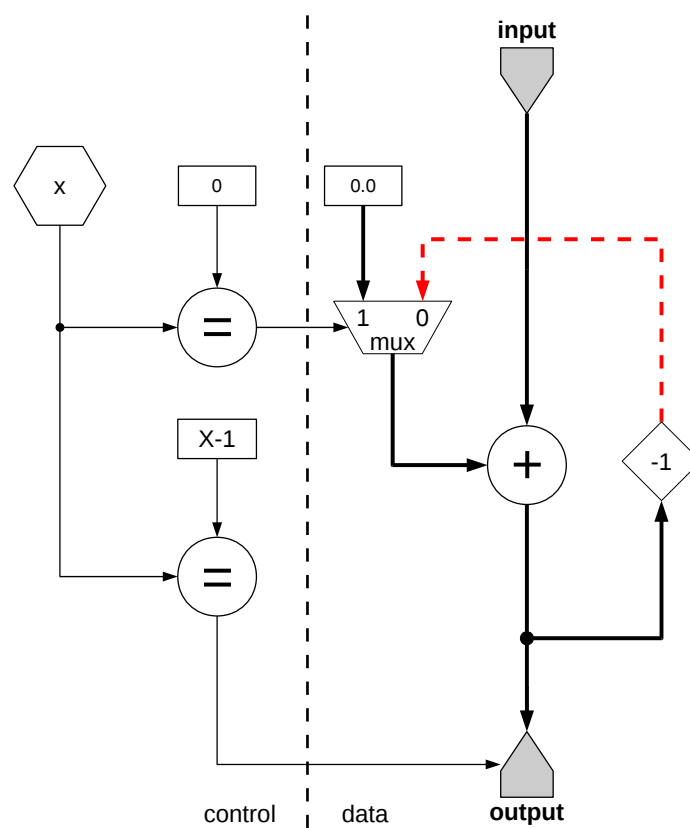 input
x
0
0.0
1 0
mux
=
X-1
+
-1
=
control
data
output